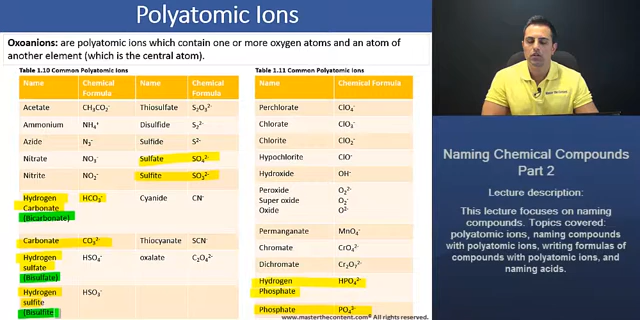 Polyatomic Ions
Oxoanions: are polyatomic ions which contain one or more oxygen atoms and an atom of
another element (which is the central atom).
Table 1.10 Common Polyatomic Ions
Name Chemical Formula Name Chemical Formula
Acetate CH₃CO₂⁻ Thiosulfate S₂O₃²⁻
Ammonium NH₄⁺ Disulfide S₂²⁻
Azide N₃⁻ Sulfide S²⁻
Nitrate NO₃⁻ Sulfate SO₄²⁻
Nitrite NO₂⁻ Sulfite SO₃²⁻
Hydrogen Carbonate (Bicarbonate) HCO₃⁻ Cyanide CN⁻
Carbonate CO₃²⁻ Thiocyanate SCN⁻
Hydrogen sulfate (Bisulfate) HSO₄⁻ oxalate C₂O₄²⁻
Hydrogen sulfite (Bisulfite) HSO₃⁻
Table 1.11 Common Polyatomic Ions
Name Chemical Formula
Perchlorate ClO₄⁻
Chlorate ClO₃⁻
Chlorite ClO₂⁻
Hypochlorite ClO⁻
Hydroxide OH⁻
Peroxide O₂²⁻
Super oxide O₂⁻
Oxide O²⁻
Permanganate MnO₄⁻
Chromate CrO₄²⁻
Dichromate Cr₂O₇²⁻
Hydrogen Phosphate HPO₄²⁻
Phosphate PO₄³⁻
www.masterthecontent.com
Naming Chemical Compounds
Part 2
Lecture description:
This lecture focuses on naming
compounds. Topics covered:
polyatomic ions, naming compounds
with polyatomic ions, writing formulas
of compounds with polyatomic ions, and
naming acids.